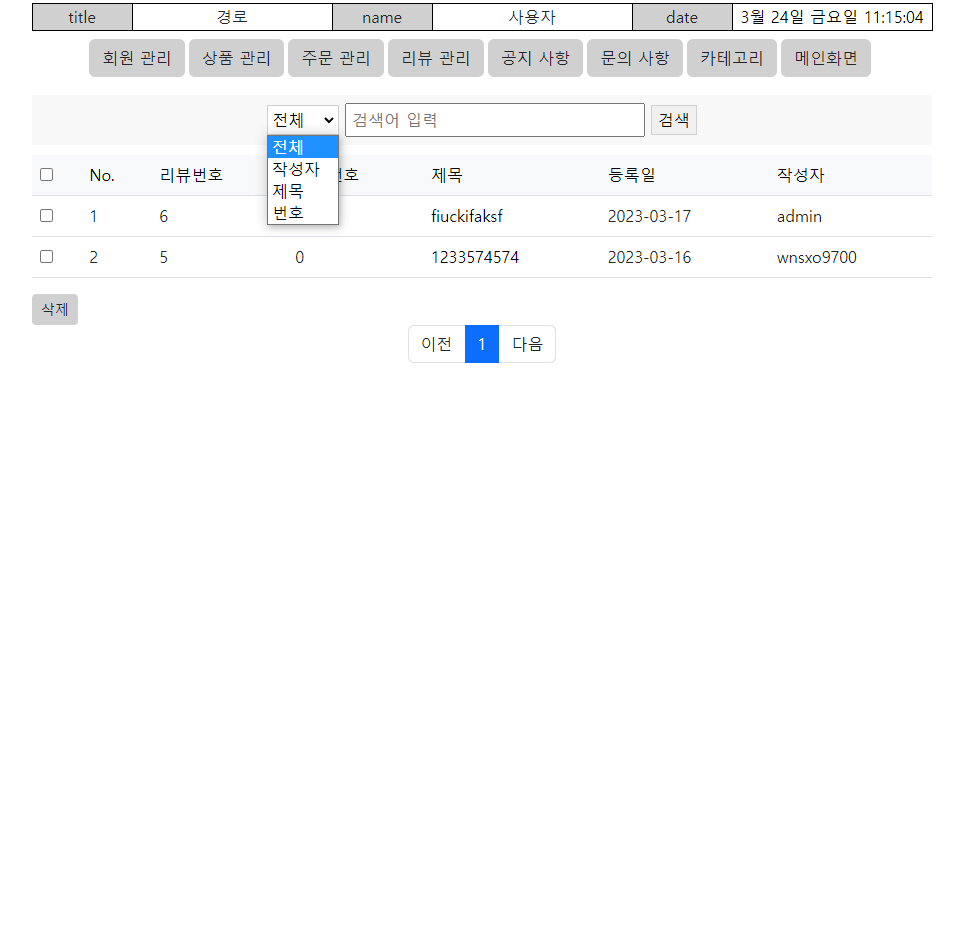 title 경로 name 사용자 date 3월 24일 금요일 11:15:04
회원 관리 상품 관리 주문 관리 리뷰 관리 공지 사항 문의 사항 카테고리 메인화면
전체 검색어 입력 검색
전체
작성자
제목
번호
No. 리뷰번호 호 제목 등록일 작성자
1 6 fiuckifaksf 2023-03-17 admin
2 5 0 1233574574 2023-03-16 wnsxo9700
삭제
이전 1 다음